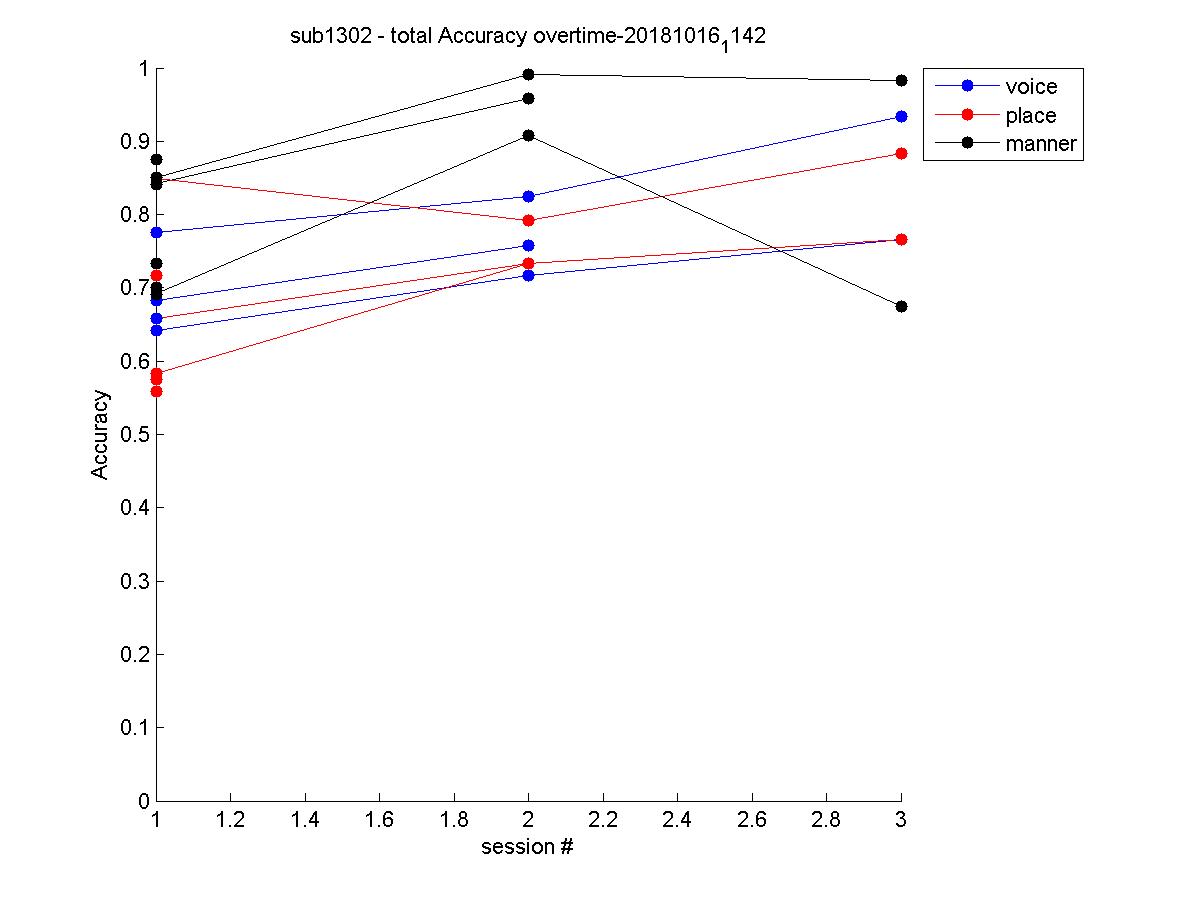 sub1302 - total Accuracy overtime-20181016₁142
voice
place
manner
1
0.9
0.8
0.7
0.6
0.5
0.4
0.3
0.2
0.1
0
Accuracy
1 1.2 1.4 1.6 1.8 2 2.2 2.4 2.6 2.8 3
session #